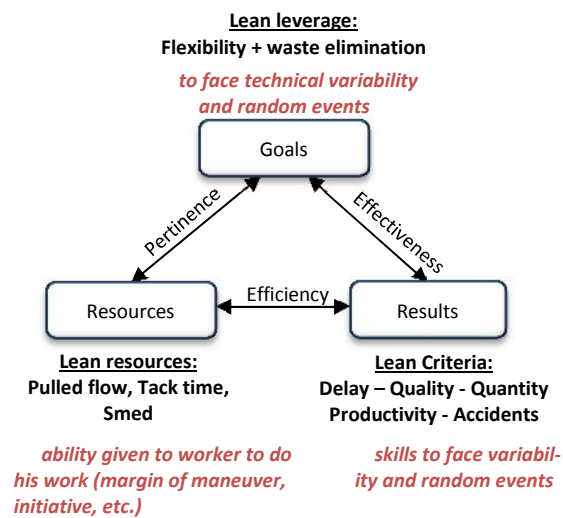 Lean leverage:
Flexibility + waste elimination
to face technical variability
and random events
Goals
Pertinence
Effectiveness
Resources
Efficiency
Results
Lean resources:
Pulled flow, Tack time,
Smed
Lean Criteria:
Delay – Quality - Quantity
Productivity - Accidents
ability given to worker to do
his work (margin of maneuver,
initiative, etc.)
skills to face variabil-
ity and random events